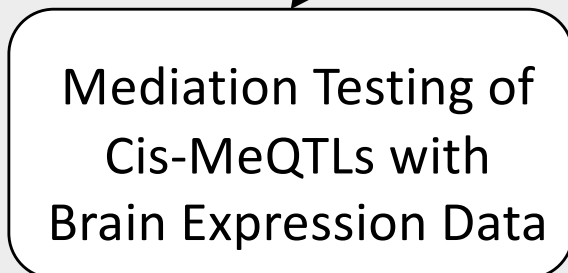 Mediation Testing of
Cis-MeQTLs with
Brain Expression Data